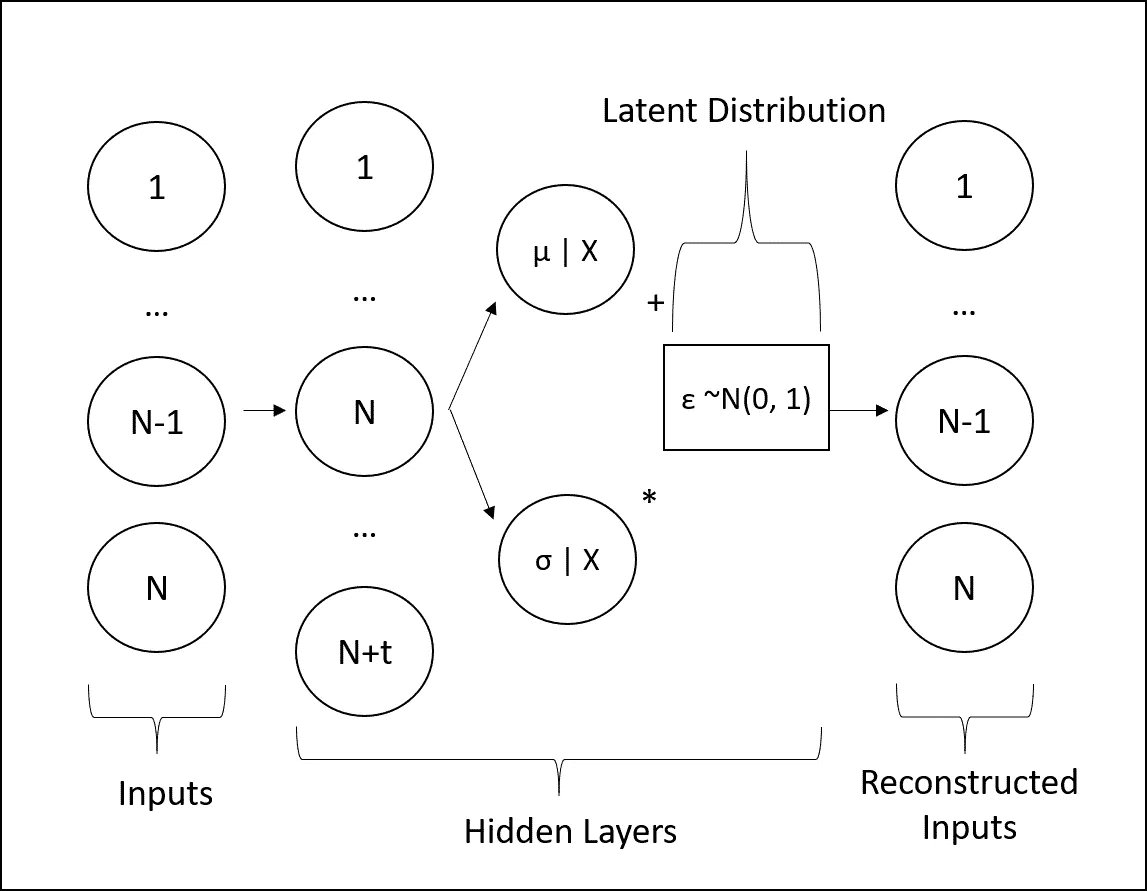 Latent Distribution
1
...
N-1
N
1
...
N
...
N+t
μ | X
+
ε ~N(0, 1)
σ | X
*
1
...
N-1
N
Inputs
Hidden Layers
Reconstructed
Inputs